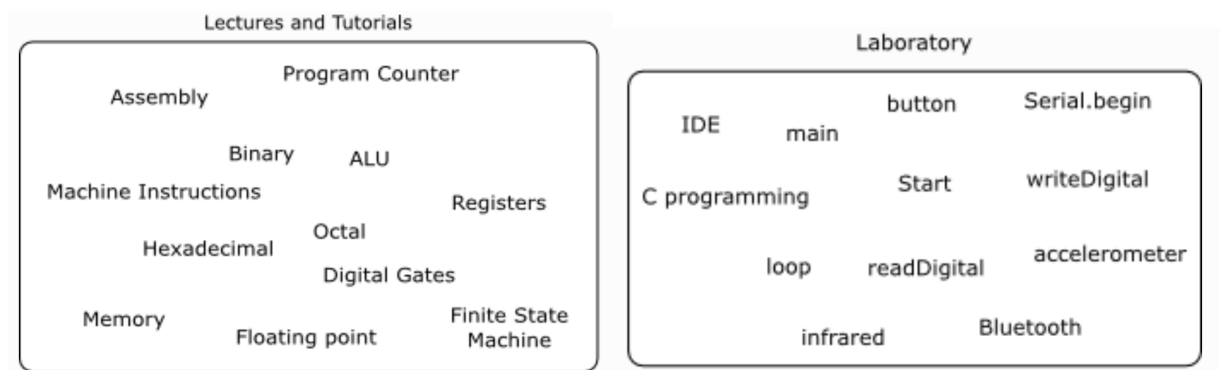 Lectures and Tutorials
Program Counter
Assembly
Binary
ALU
Machine Instructions
Registers
Octal
Hexadecimal
Digital Gates
Memory
Floating point
Finite State
Machine
Laboratory
button
Serial.begin
IDE
main
Start
writeDigital
C programming
loop
readDigital
accelerometer
infrared
Bluetooth